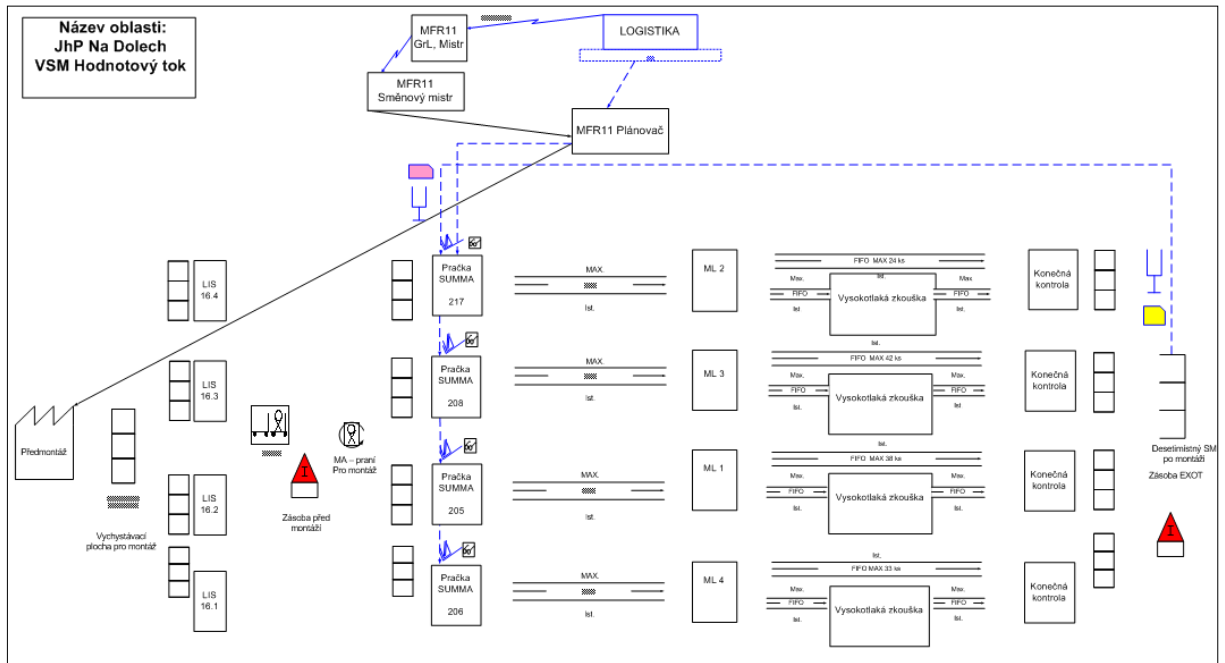 Název oblasti:
JhP Na Dolech
VSM Hodnotový tok
MFR11
GrL, Mistr
LOGISTIKA
MFR11
Směnový mistr
MFR11 Plánovač
LIS
16.4
Pračka
SUMMA
217
MAX.
Ist.
ML 2
FIFO MAX 24 ks
Ist.
Max.
FIFO
Ist
Vysokotlaká zkouška
Max
FIFO
Ist.
Konečná
kontrola
LIS
16.3
Pračka
SUMMA
208
MAX.
Ist.
ML 3
Ist.
FIFO MAX 42 ks
Max.
FIFO
Ist.
Vysokotlaká zkouška
Max.
FIFO
Ist
Konečná
kontrola
Předmontáž
MA – praní
Pro montáž
Desetimístný SM
po montáži
Zásoba EXOT
I
LIS
16.2
I
Zásoba před
montáží
Vychystávací
plocha pro montáž
Pračka
SUMMA
205
MAX.
Ist.
ML 1
Ist.
FIFO MAX 38 ks
Max.
FIFO
Ist.
Vysokotlaká zkouška
Max.
FIFO
Ist.
Konečná
kontrola
LIS
16.1
Pračka
SUMMA
206
MAX.
Ist.
ML 4
Ist.
FIFO MAX 33 ks
Max.
FIFO
Ist.
Vysokotlaká zkouška
Max.
FIFO
Ist.
Konečná
kontrola